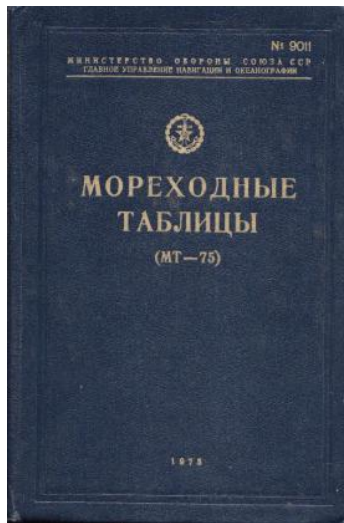 № 9011
МИНИСТЕРСТВО ОБОРОНЫ СОЮЗА ССР
ГЛАВНОЕ УПРАВЛЕНИЕ НАВИГАЦИИ И ОКЕАНОГРАФИИ
МОРЕХОДНЫЕ
ТАБЛИЦЫ
(МТ—75)
1975